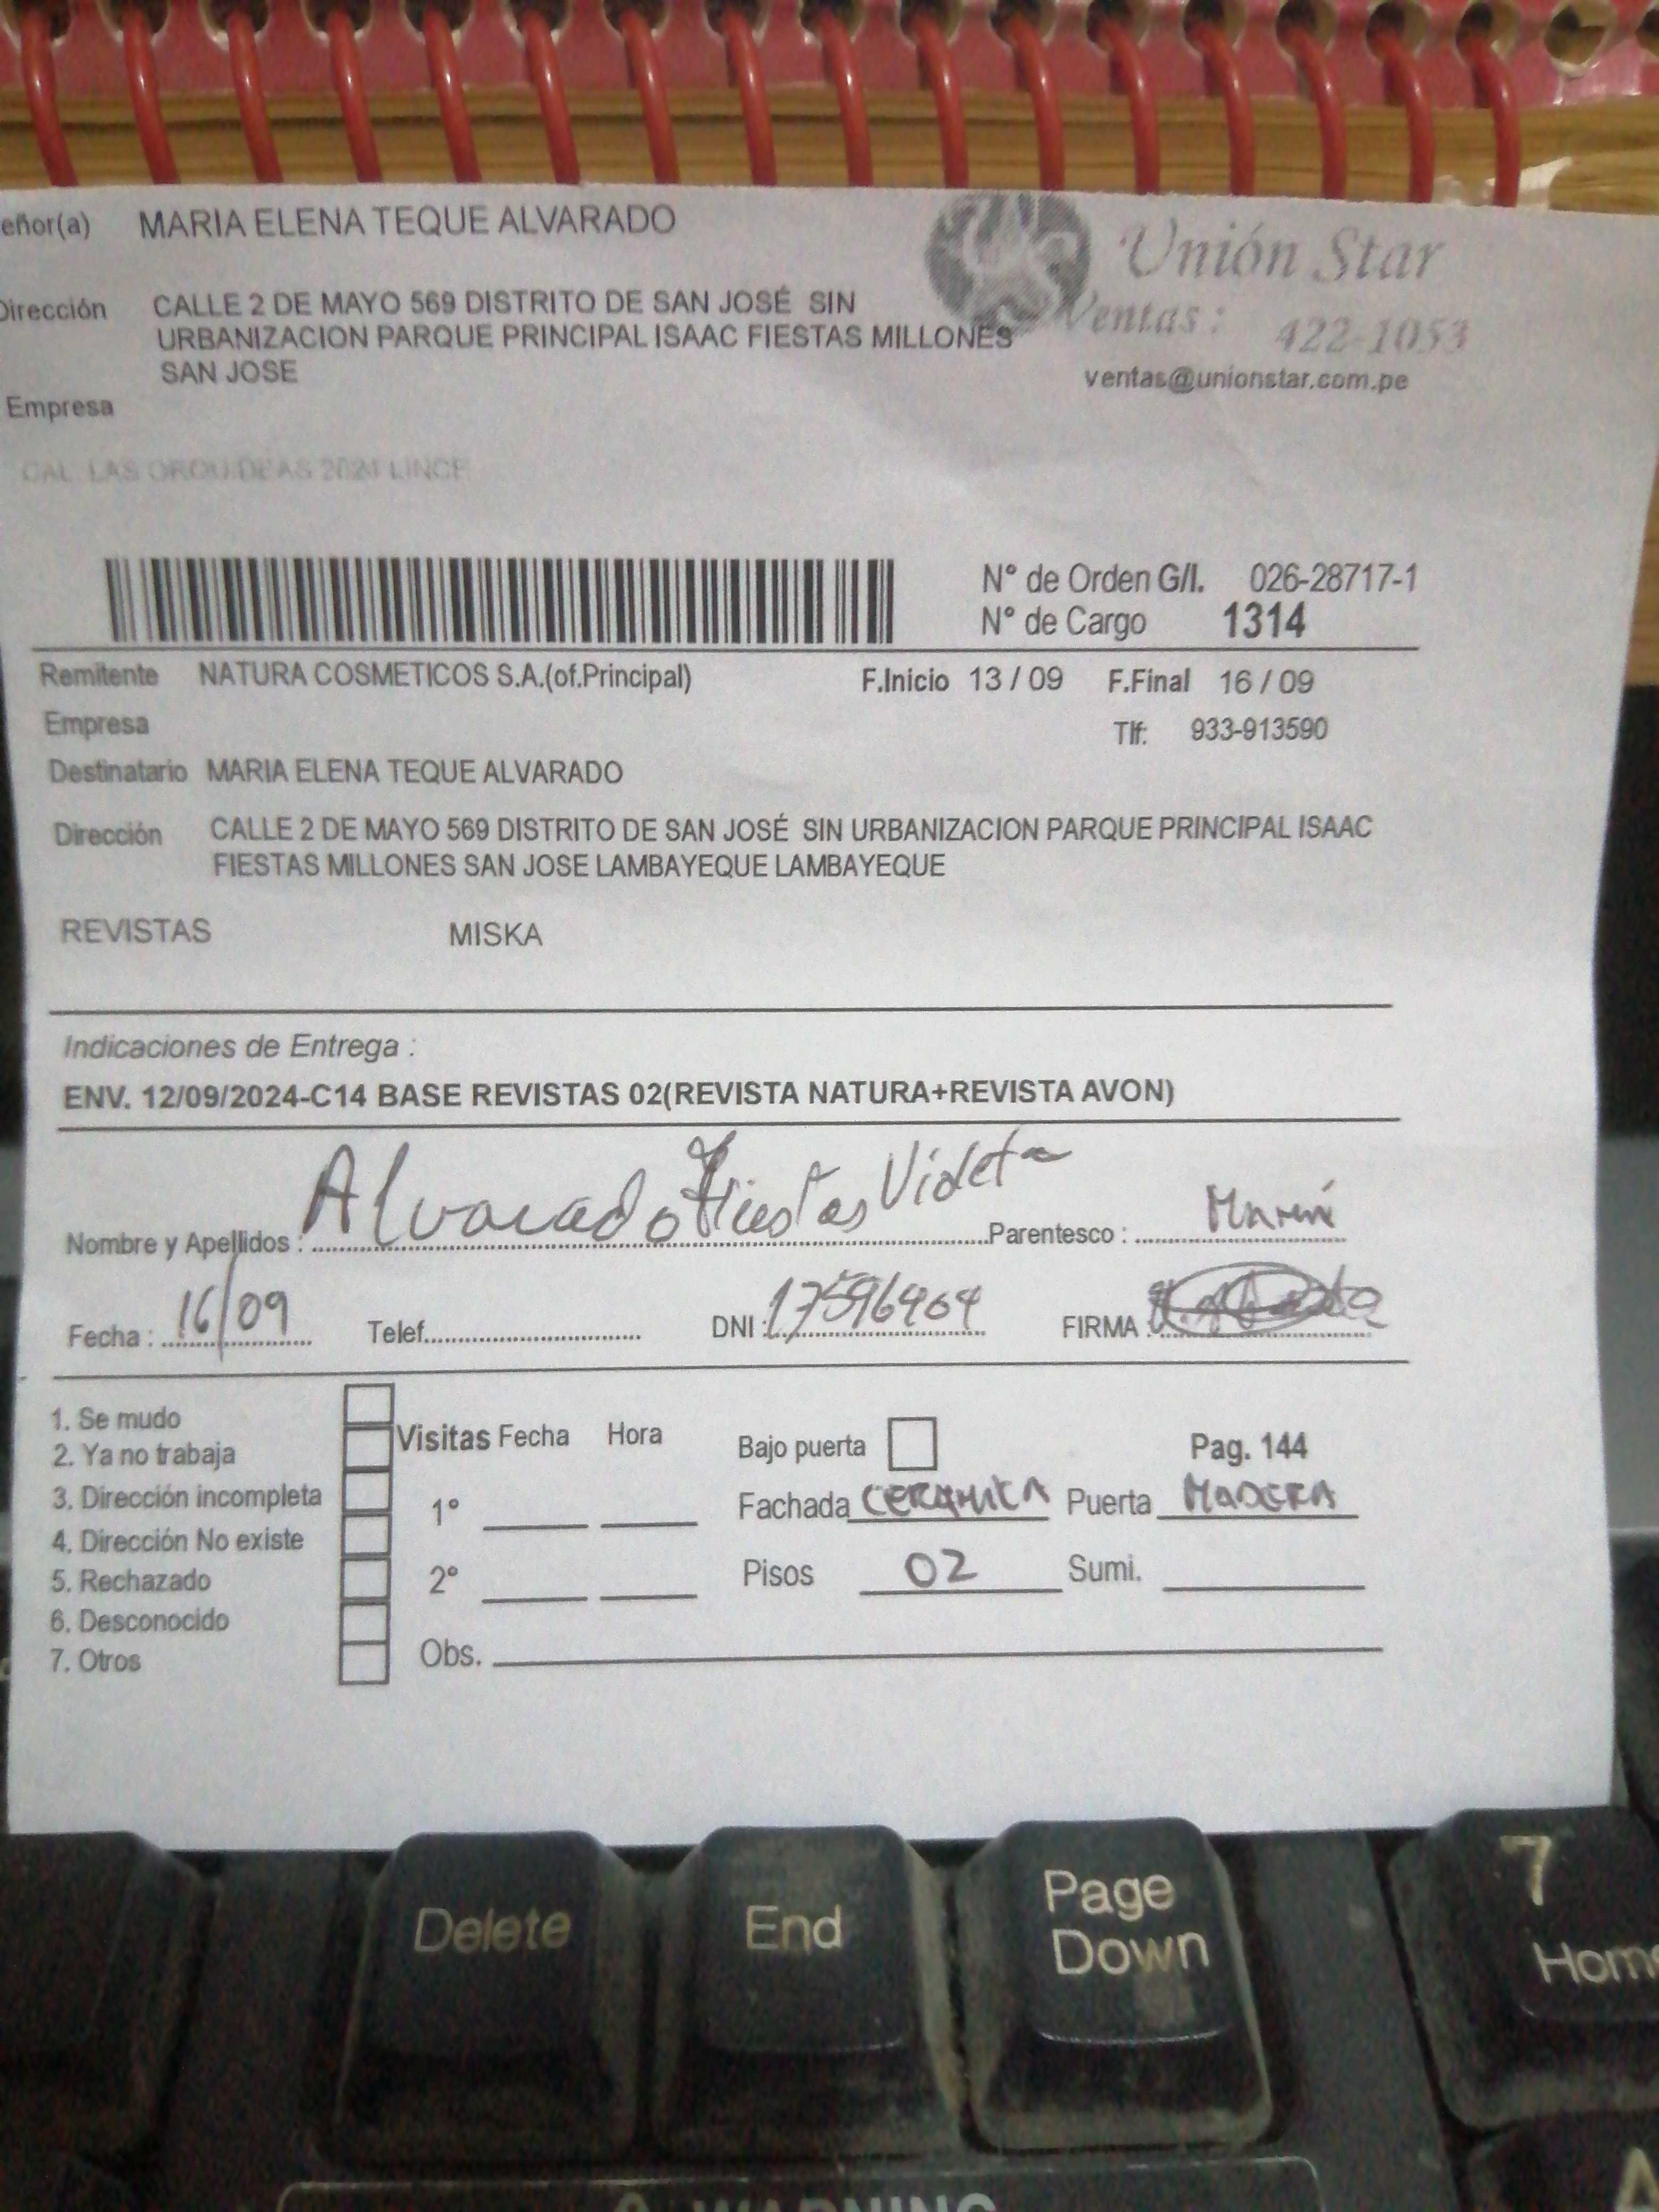 eñor(a) MARIA ELENA TEQUE ALVARADO
Unión Star
Dirección CALLE 2 DE MAYO 569 DISTRITO DE SAN JOSÉ SIN
URBANIZACION PARQUE PRINCIPAL ISAAC FIESTAS MILLONES
SAN JOSE
Ventas: 422-1053
ventas@unionstar.com.pe
Empresa
CAL. LAS ORQUIDEAS LINCE
N° de Orden G/I. 026-28717-1
N° de Cargo 1314
Remitente NATURA COSMETICOS S.A.(of.Principal) F.Inicio 13 / 09 F.Final 16 / 09
Empresa Tlf: 933-913590
Destinatario MARIA ELENA TEQUE ALVARADO
Dirección CALLE 2 DE MAYO 569 DISTRITO DE SAN JOSÉ SIN URBANIZACION PARQUE PRINCIPAL ISAAC
FIESTAS MILLONES SAN JOSE LAMBAYEQUE LAMBAYEQUE
REVISTAS MISKA
Indicaciones de Entrega :
ENV. 12/09/2024-C14 BASE REVISTAS 02(REVISTA NATURA+REVISTA AVON)
Nombre y Apellidos : Alvarado Fiestas Parentesco :
Fecha : 16/09 Telef. DNI : 17596464 FIRMA :
1. Se mudo
2. Ya no trabaja
3. Dirección incompleta
4. Dirección No existe
5. Rechazado
6. Desconocido
7. Otros
Visitas Fecha Hora
1°
2°
Obs.
Bajo puerta Pag. 144
Fachada CERAMICA Puerta MADERA
Pisos 02 Sumi.
Delete
End
Page
Down
7
Home
WARNING